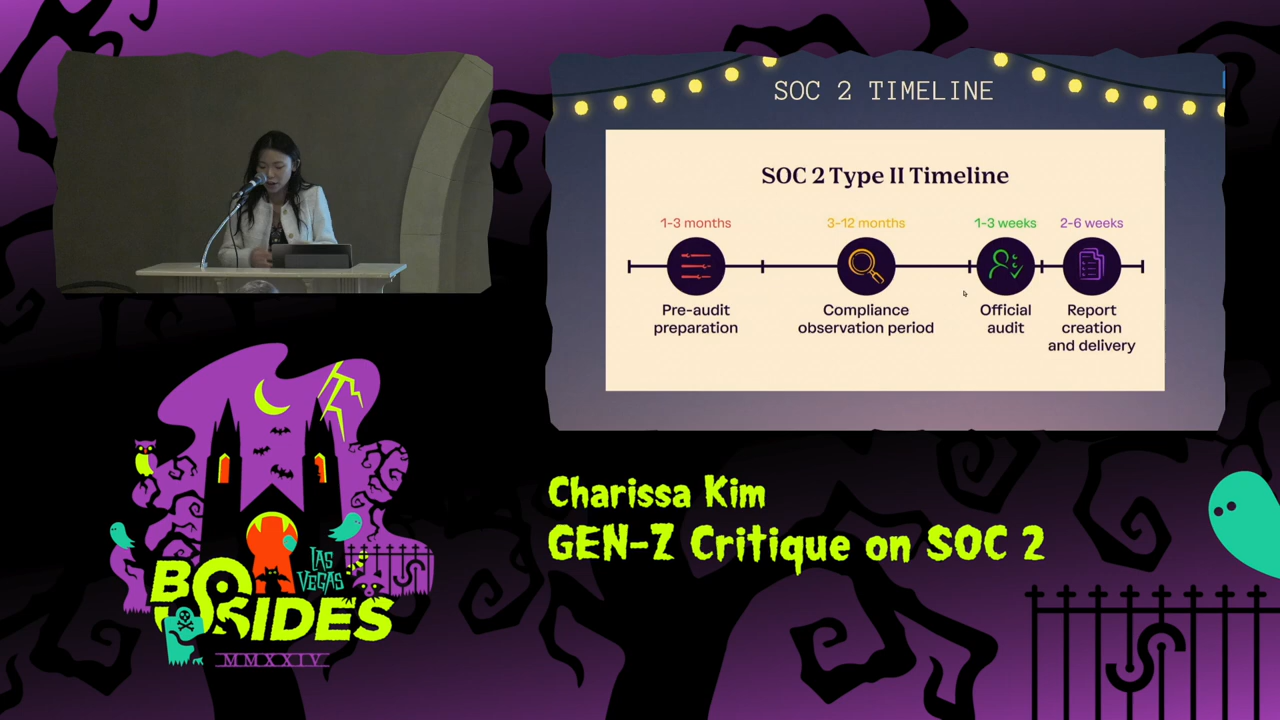 SOC 2 TIMELINE
SOC 2 Type II Timeline
1-3 months
3-12 months
1-3 weeks
2-6 weeks
Pre-audit
preparation
Compliance
observation period
Official
audit
Report
creation
and delivery
Charissa Kim
GEN-Z Critique on SOC 2
LAS
VEGAS
BSIDES
MMXXIV